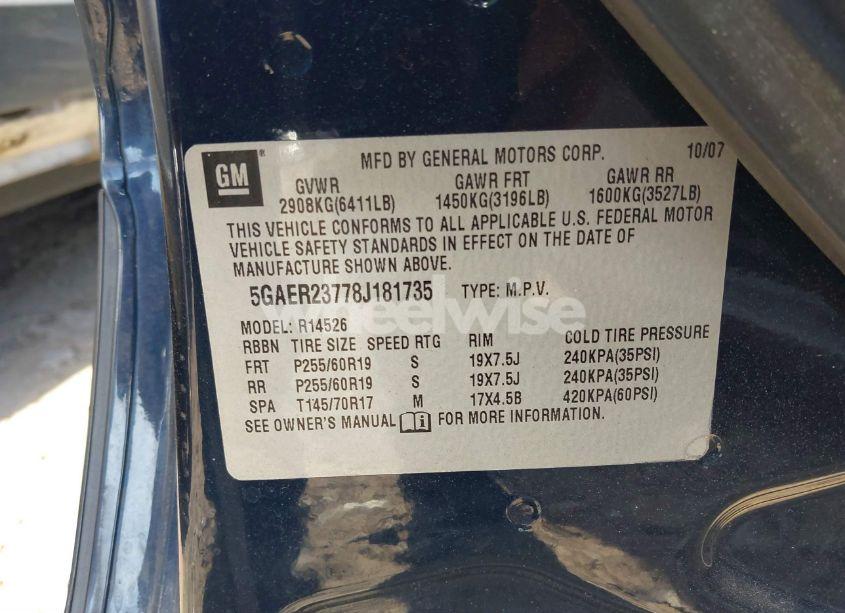 GM
MFD BY GENERAL MOTORS CORP. 10/07
GVWR GAWR FRT GAWR RR
2908KG(6411LB) 1450KG(3196LB) 1600KG(3527LB)
THIS VEHICLE CONFORMS TO ALL APPLICABLE U.S. FEDERAL MOTOR
VEHICLE SAFETY STANDARDS IN EFFECT ON THE DATE OF
MANUFACTURE SHOWN ABOVE.
5GAER23778J181735 TYPE: M.P.V.
wheelwise
MODEL: R14526
RBBN TIRE SIZE SPEED RTG RIM COLD TIRE PRESSURE
FRT P255/60R19 S 19X7.5J 240KPA(35PSI)
RR P255/60R19 S 19X7.5J 240KPA(35PSI)
SPA T145/70R17 M 17X4.5B 420KPA(60PSI)
SEE OWNER'S MANUAL FOR MORE INFORMATION.